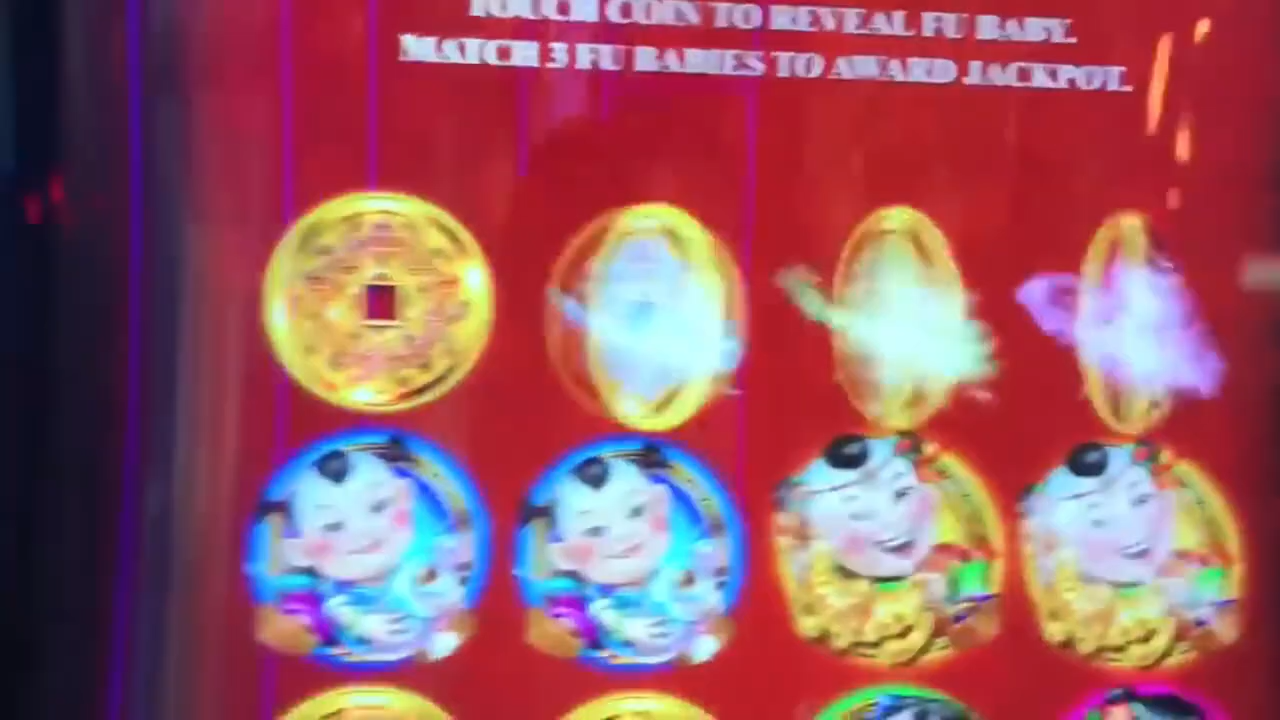 TOUCH COIN TO REVEAL FU BABY.
MATCH 3 FU BABIES TO AWARD JACKPOT.